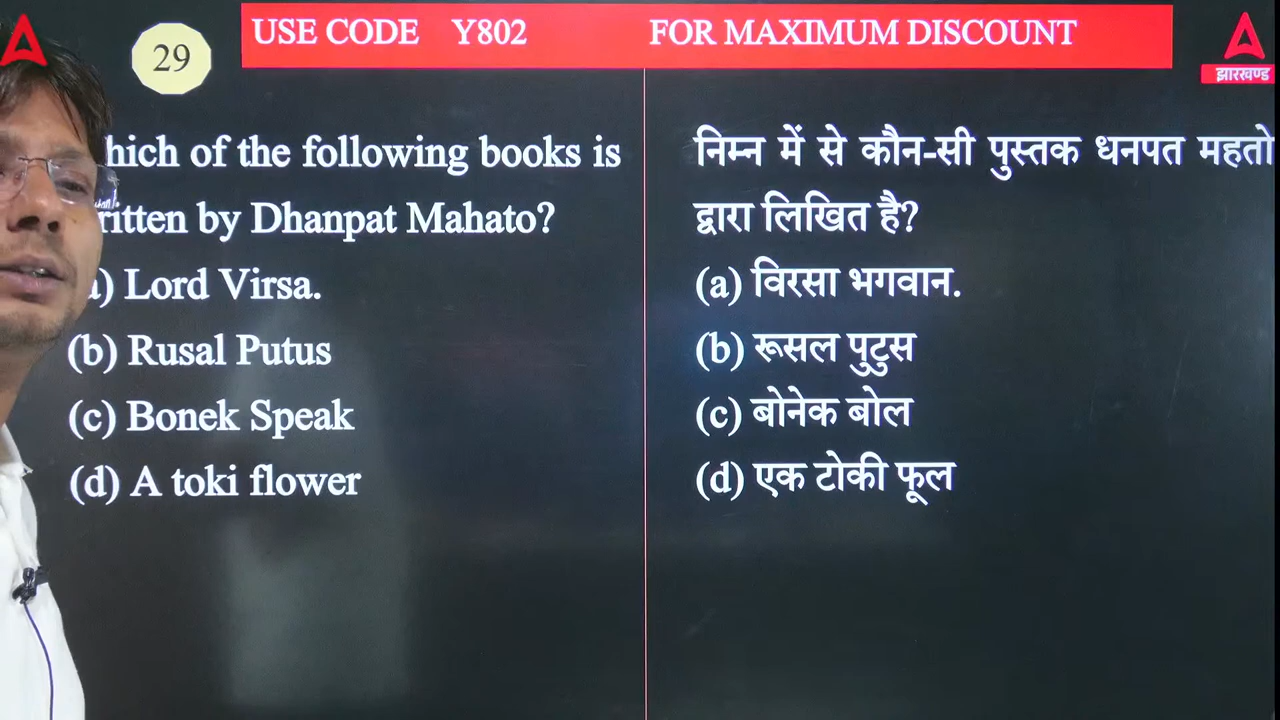 USE CODE Y802 FOR MAXIMUM DISCOUNT
29
झारखण्ड
hich of the following books is
ritten by Dhanpat Mahato?
a) Lord Virsa.
(b) Rusal Putus
(c) Bonek Speak
(d) A toki flower
निम्न में से कौन-सी पुस्तक धनपत महतो
द्वारा लिखित है?
(a) विरसा भगवान.
(b) रूसल पुटुस
(c) बोनेक बोल
(d) एक टोकी फूल